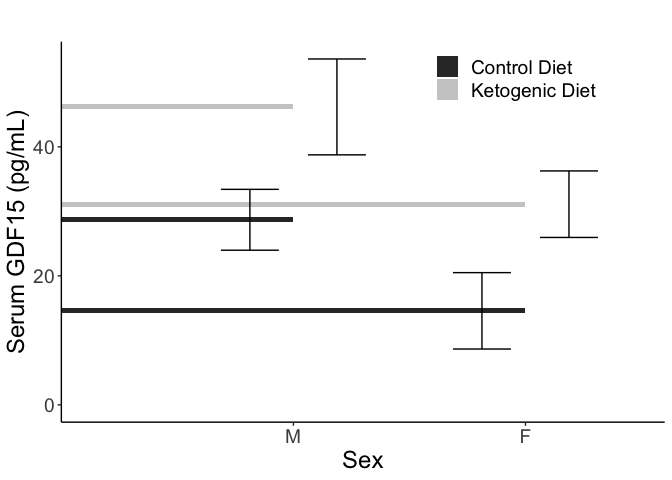 Control Diet
Ketogenic Diet
Serum GDF15 (pg/mL)
40
20
0
M F
Sex